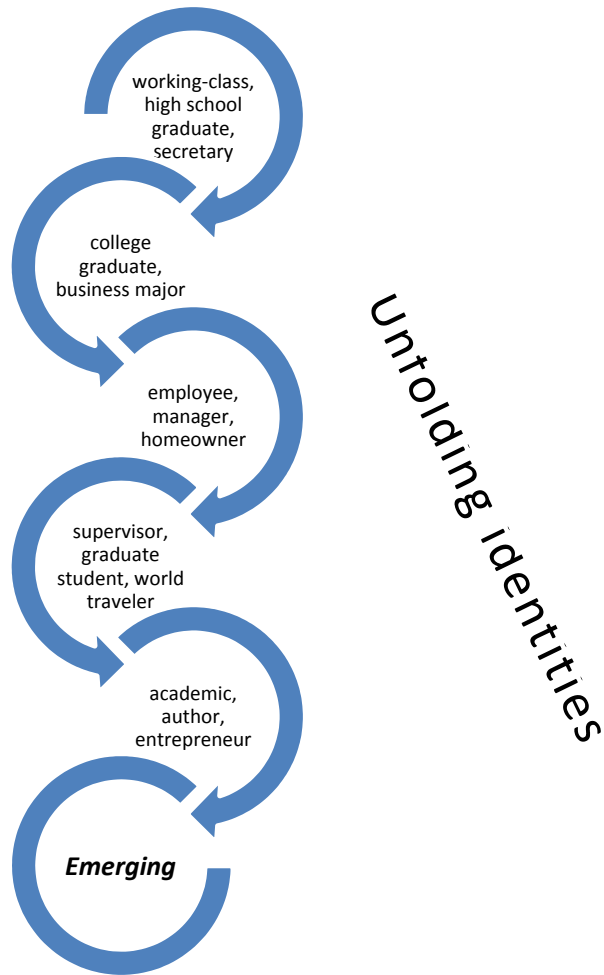 working-class,
high school
graduate,
secretary
college
graduate,
business major
employee,
manager,
homeowner
supervisor,
graduate
student, world
traveler
academic,
author,
entrepreneur
Emerging
Unfolding identities